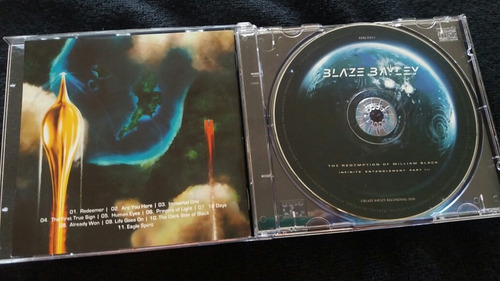 01. Redeemer | 02. Are You Here | 03. Immortal One
04. The First True Sign | 05. Human Eyes | 06. Prayers of Light | 07. 18 Days
08. Already Won | 09. Life Goes On | 10. The Dark Side of Black
11. Eagle Spirit
BLAZE BAYLEY
THE REDEMPTION OF WILLIAM BLACK
INFINITE ENTANGLEMENT PART III